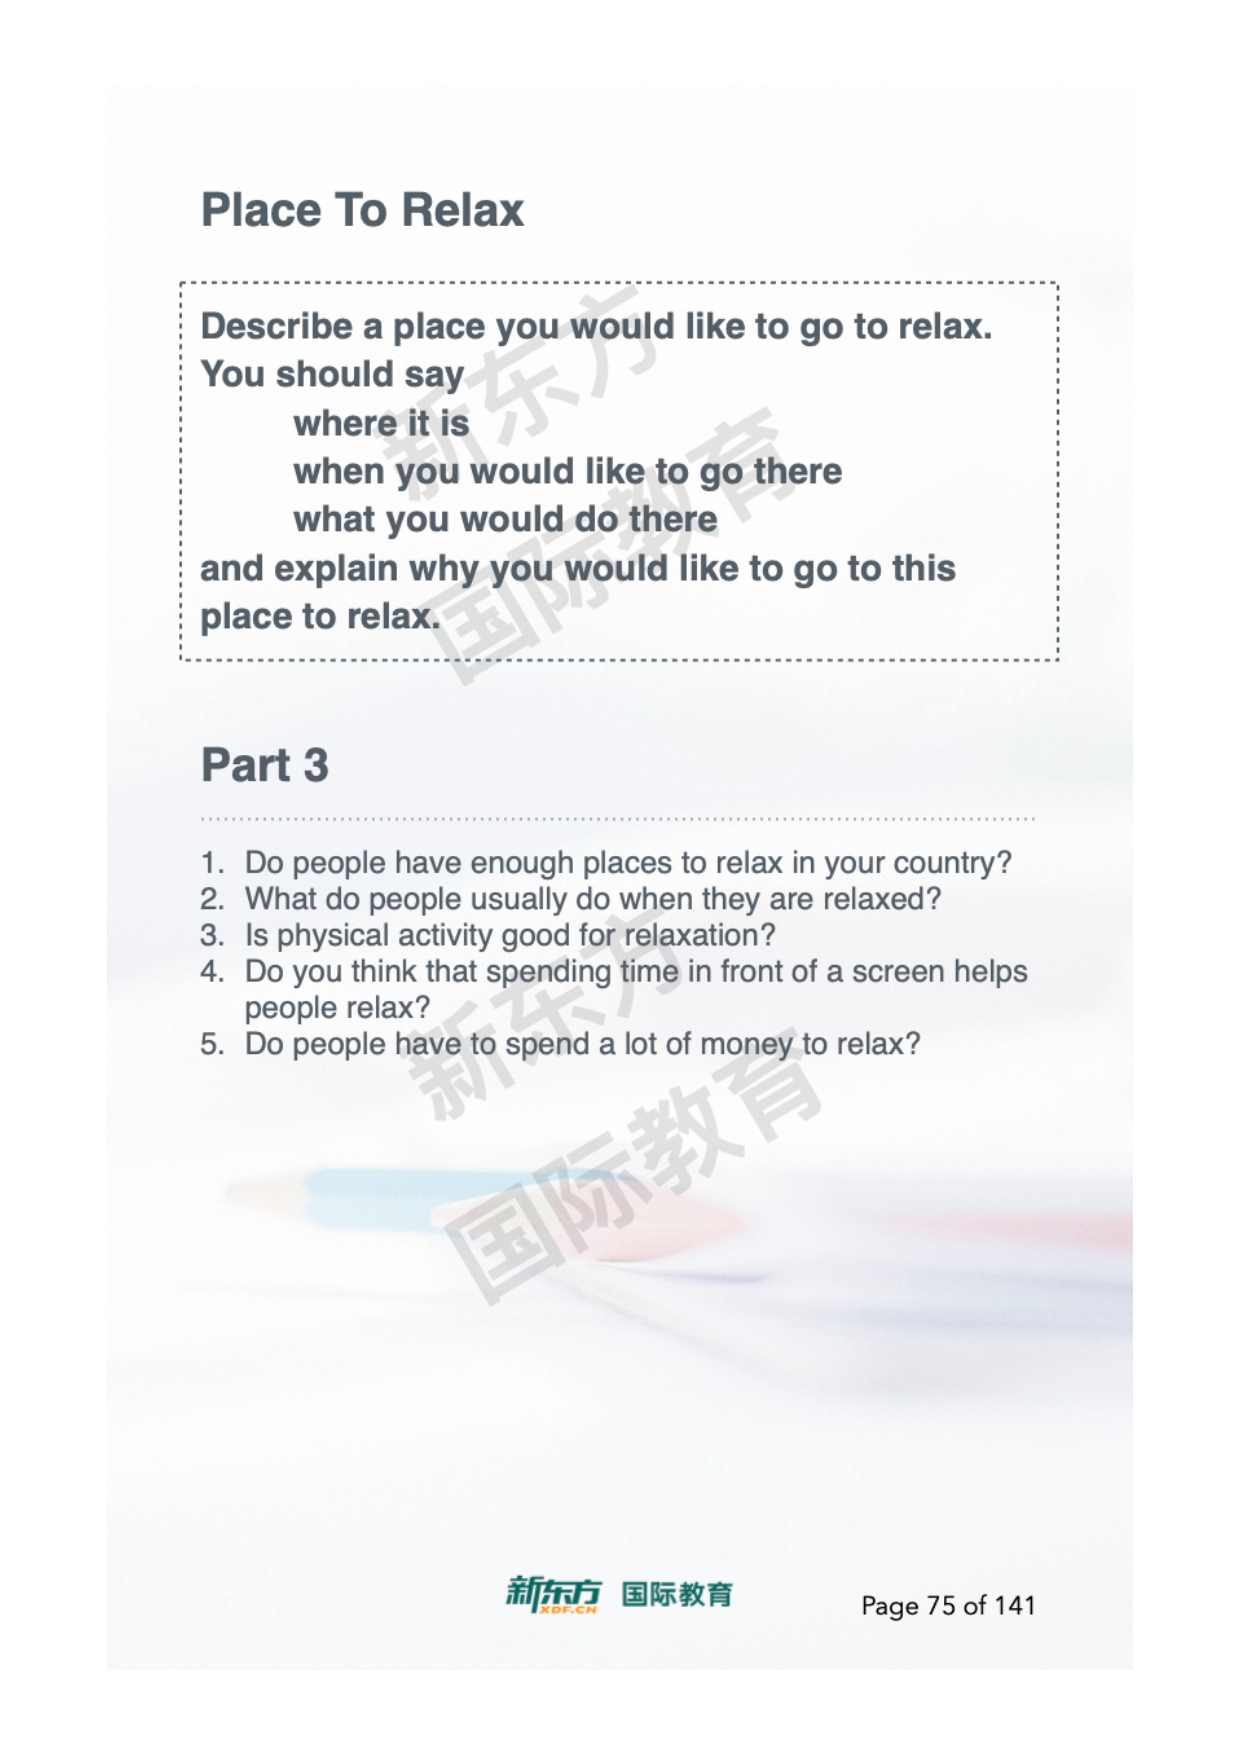 Place To Relax
Describe a place you would like to go to relax.
You should say
where it is
when you would like to go there
what you would do there
and explain why you would like to go to this
place to relax.
新东方
国际教育
Part 3
1. Do people have enough places to relax in your country?
2. What do people usually do when they are relaxed?
3. Is physical activity good for relaxation?
4. Do you think that spending time in front of a screen helps
people relax?
5. Do people have to spend a lot of money to relax?
新东方
国际教育
新东方 XDF.CN 国际教育
Page 75 of 141